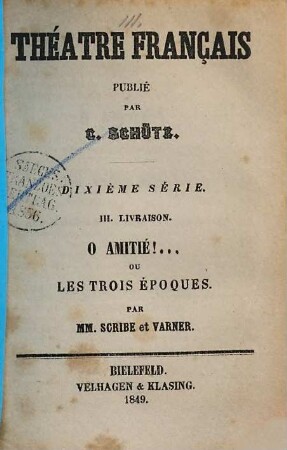 III.
THÉATRE FRANÇAIS
PUBLIÉ
PAR
C. SCHÜTZ.
DIXIÈME SÉRIE.
III. LIVRAISON.
O AMITIÉ!...
OU
LES TROIS ÉPOQUES.
PAR
MM. SCRIBE et VARNER.
BIELEFELD.
VELHAGEN & KLASING.
1849.